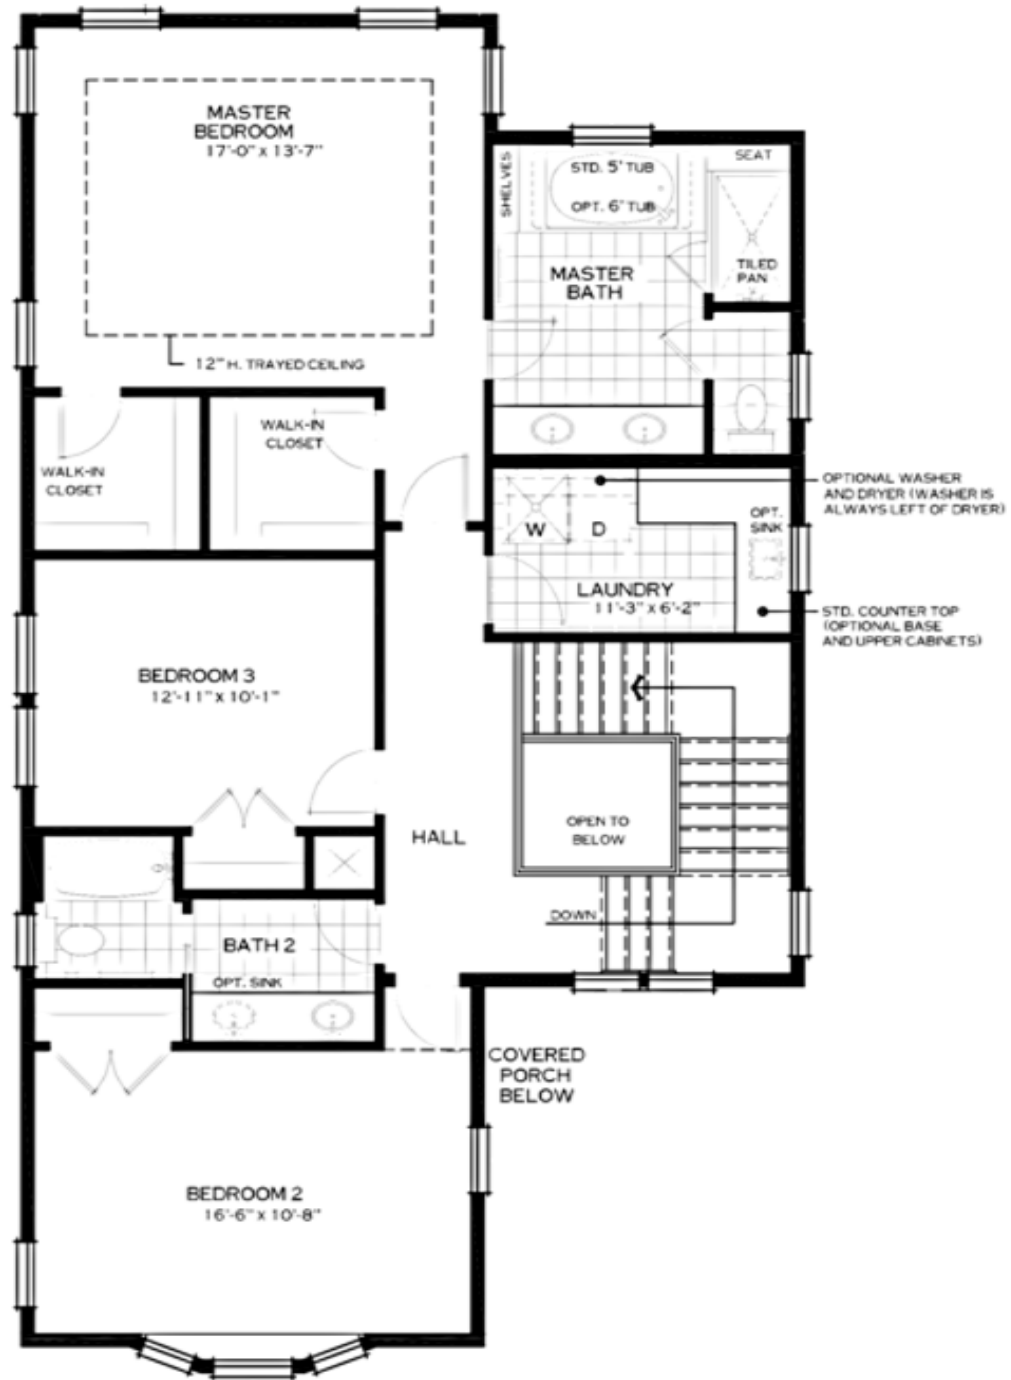 MASTER
BEDROOM
17'-0" x 13'-7"
12" H. TRAYED CEILING
SHELVES
STD. 5' TUB
OPT. 6' TUB
SEAT
TILED
PAN
MASTER
BATH
WALK-IN
CLOSET
WALK-IN
CLOSET
W
D
OPT.
SINK
LAUNDRY
11'-3" x 6'-2"
OPTIONAL WASHER
AND DRYER (WASHER IS
ALWAYS LEFT OF DRYER)
STD. COUNTER TOP
(OPTIONAL BASE
AND UPPER CABINETS)
BEDROOM 3
12'-11" x 10'-1"
HALL
OPEN TO
BELOW
DOWN
BATH 2
OPT. SINK
COVERED
PORCH
BELOW
BEDROOM 2
16'-6" x 10'-8"